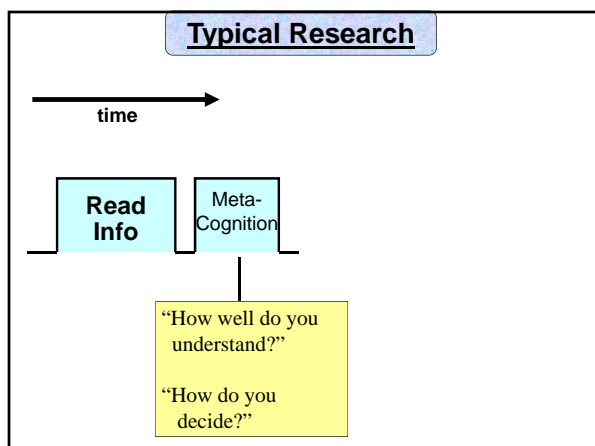 Typical Research
time
Read
Info
Meta-
Cognition
“How well do you
understand?”
“How do you
decide?”